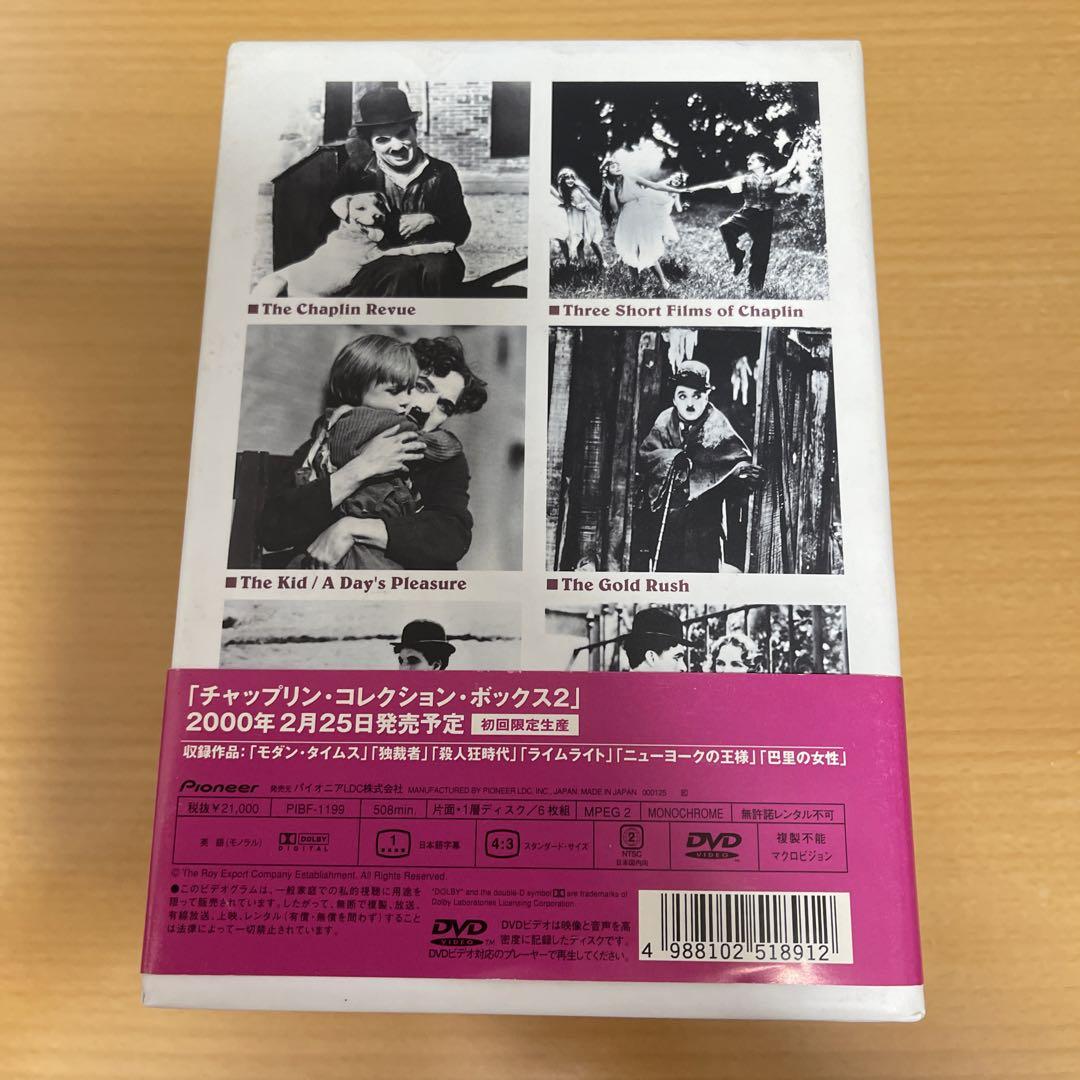 ■ The Chaplin Revue
■ Three Short Films of Chaplin
■ The Kid / A Day's Pleasure
■ The Gold Rush
「チャップリン・コレクション・ボックス2」
2000年2月25日発売予定 初回限定生産
収録作品:「モダン・タイムス」「独裁者」「殺人狂時代」「ライムライト」「ニューヨークの王様」「巴里の女性」
Pioneer 発売元 パイオニアLDC株式会社 MANUFACTURED BY PIONEER LDC, INC., JAPAN. MADE IN JAPAN 000125
税抜¥21,000 PIBF-1199 508min. 片面・1層ディスク/6枚組 MPEG 2 MONOCHROME 無許諾レンタル不可
英語(モノラル) DOLBY DIGITAL 1 日本語字幕 4:3 スタンダード・サイズ 2 NTSC 日本国内向 DVD VIDEO 複製不能 マクロビジョン
© The Roy Export Company Establishment. All Rights Reserved.
●このビデオグラムは、一般家庭での私的視聴に用途を
限って販売されています。したがって、無断で複製、放送、
有線放送、上映、レンタル(有償・無償を問わず)すること
は法律によって一切禁止されています。
"DOLBY" and the double-D symbol are trademarks of
Dolby Laboratories Licensing Corporation.
DVD VIDEO ™
DVDビデオは映像と音声を高
密度に記録したディスクです。
DVDビデオ対応のプレーヤーで再生してください。
4 988102 518912